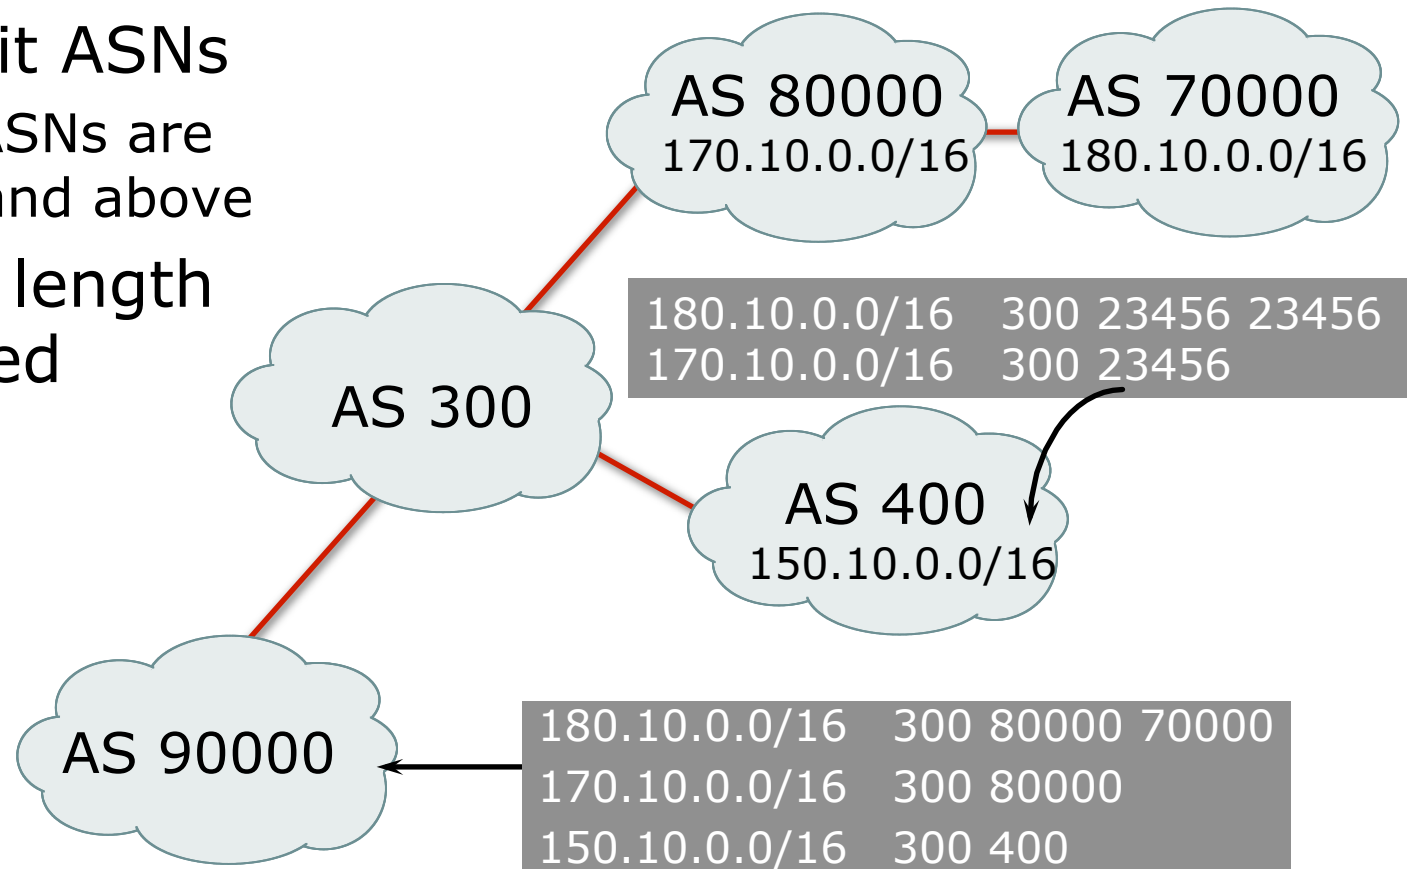 it ASNs
ASNs are
and above
length
ed
AS 80000
170.10.0.0/16
AS 70000
180.10.0.0/16
180.10.0.0/16 300 23456 23456
170.10.0.0/16 300 23456
AS 300
AS 400
150.10.0.0/16
AS 90000
180.10.0.0/16 300 80000 70000
170.10.0.0/16 300 80000
150.10.0.0/16 300 400